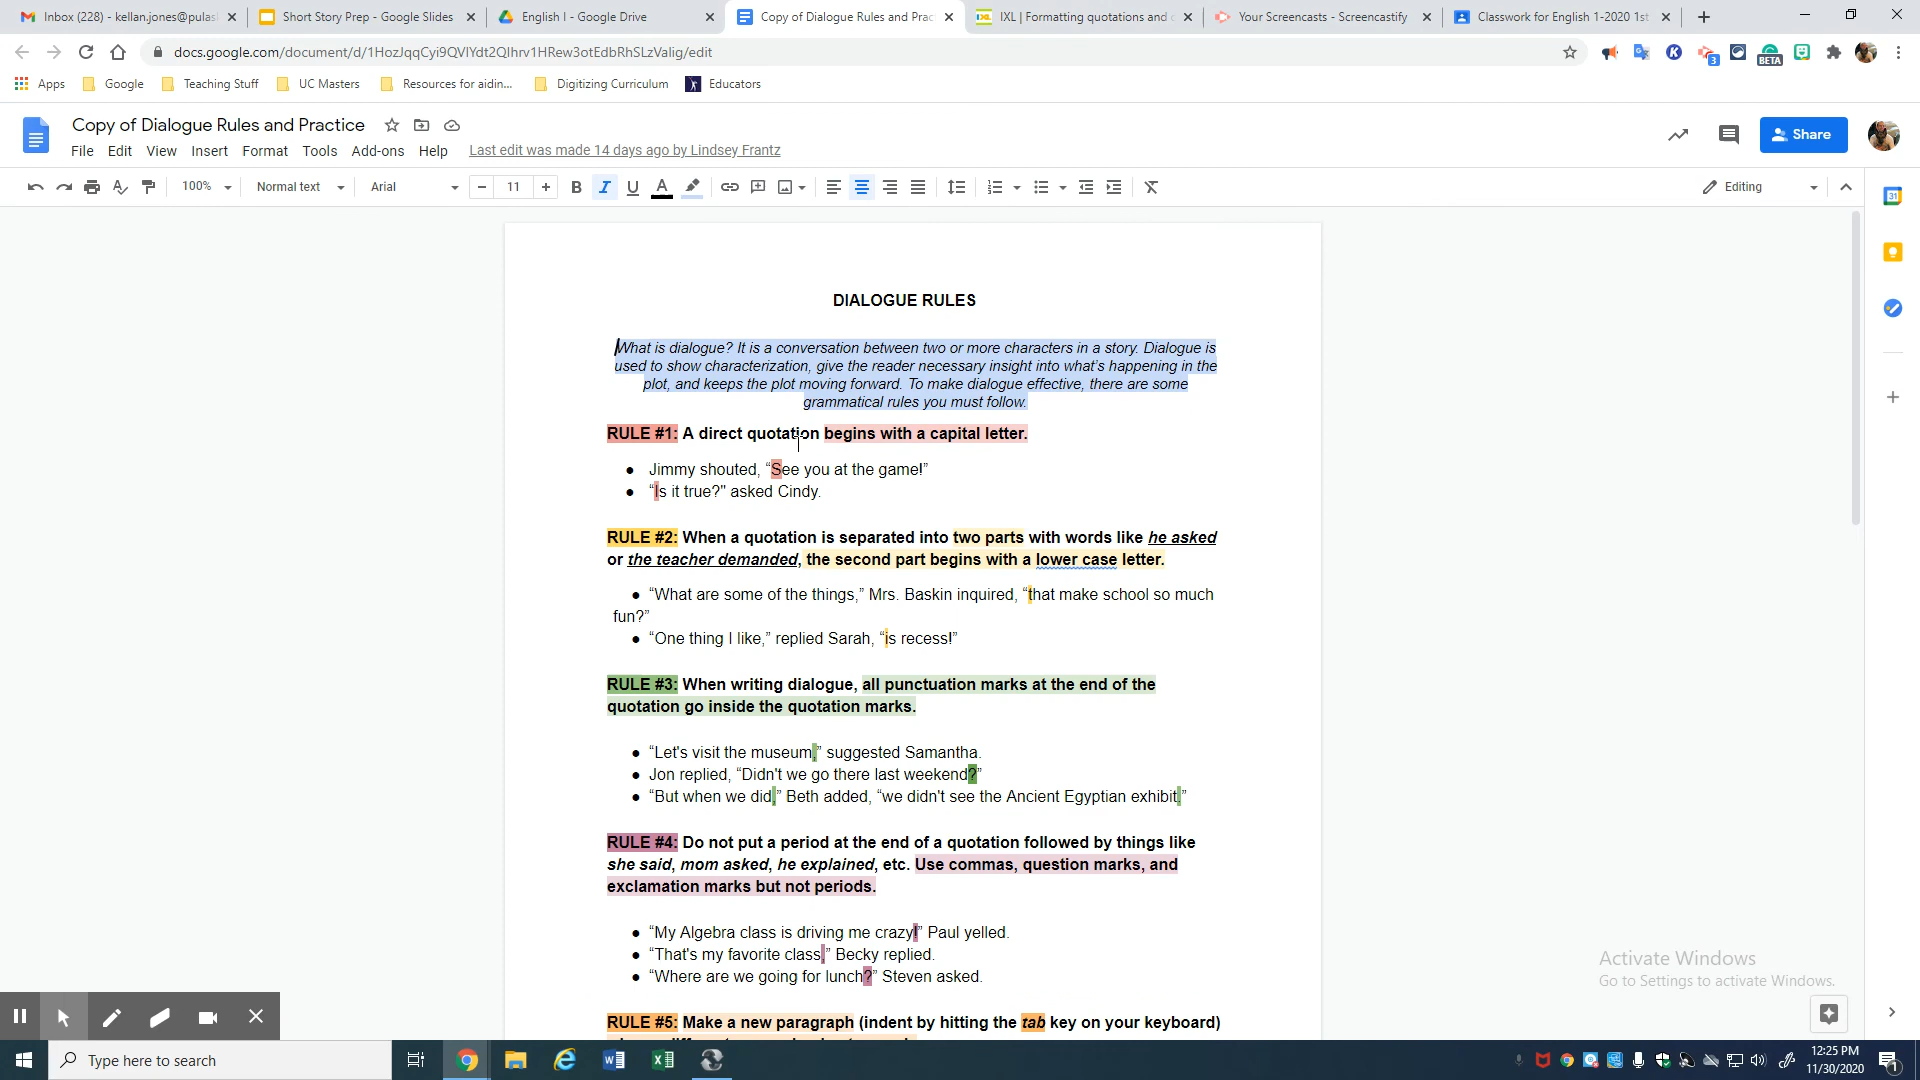 Inbox (228) - kellan.jones@pulas
Short Story Prep - Google Slides
English I - Google Drive
Copy of Dialogue Rules and Prac
IXL | Formatting quotations and
Your Screencasts - Screencastify
Classwork for English 1-2020 1st
docs.google.com/document/d/1HozJqqCyi9QVlYdt2QIhrv1HRew3otEdbRhSLzValig/edit
3
BETA
Apps
Google
Teaching Stuff
UC Masters
Resources for aidin...
Digitizing Curriculum
Educators
Copy of Dialogue Rules and Practice
Share
File Edit View Insert Format Tools Add-ons Help
Last edit was made 14 days ago by Lindsey Frantz
100% Normal text Arial 11 Editing
31
DIALOGUE RULES
What is dialogue? It is a conversation between two or more characters in a story. Dialogue is
used to show characterization, give the reader necessary insight into what's happening in the
plot, and keeps the plot moving forward. To make dialogue effective, there are some
grammatical rules you must follow.
RULE #1: A direct quotation begins with a capital letter.
● Jimmy shouted, “See you at the game!”
● “Is it true?" asked Cindy.
RULE #2: When a quotation is separated into two parts with words like he asked
or the teacher demanded, the second part begins with a lower case letter.
● “What are some of the things,” Mrs. Baskin inquired, “that make school so much
fun?”
● “One thing I like,” replied Sarah, “is recess!”
RULE #3: When writing dialogue, all punctuation marks at the end of the
quotation go inside the quotation marks.
● “Let's visit the museum,” suggested Samantha.
● Jon replied, “Didn't we go there last weekend?”
● “But when we did,” Beth added, “we didn't see the Ancient Egyptian exhibit.”
RULE #4: Do not put a period at the end of a quotation followed by things like
she said, mom asked, he explained, etc. Use commas, question marks, and
exclamation marks but not periods.
● “My Algebra class is driving me crazy!” Paul yelled.
● “That's my favorite class,” Becky replied.
● “Where are we going for lunch?” Steven asked.
RULE #5: Make a new paragraph (indent by hitting the tab key on your keyboard)
Activate Windows
Go to Settings to activate Windows.
Type here to search
12:25 PM
11/30/2020
1